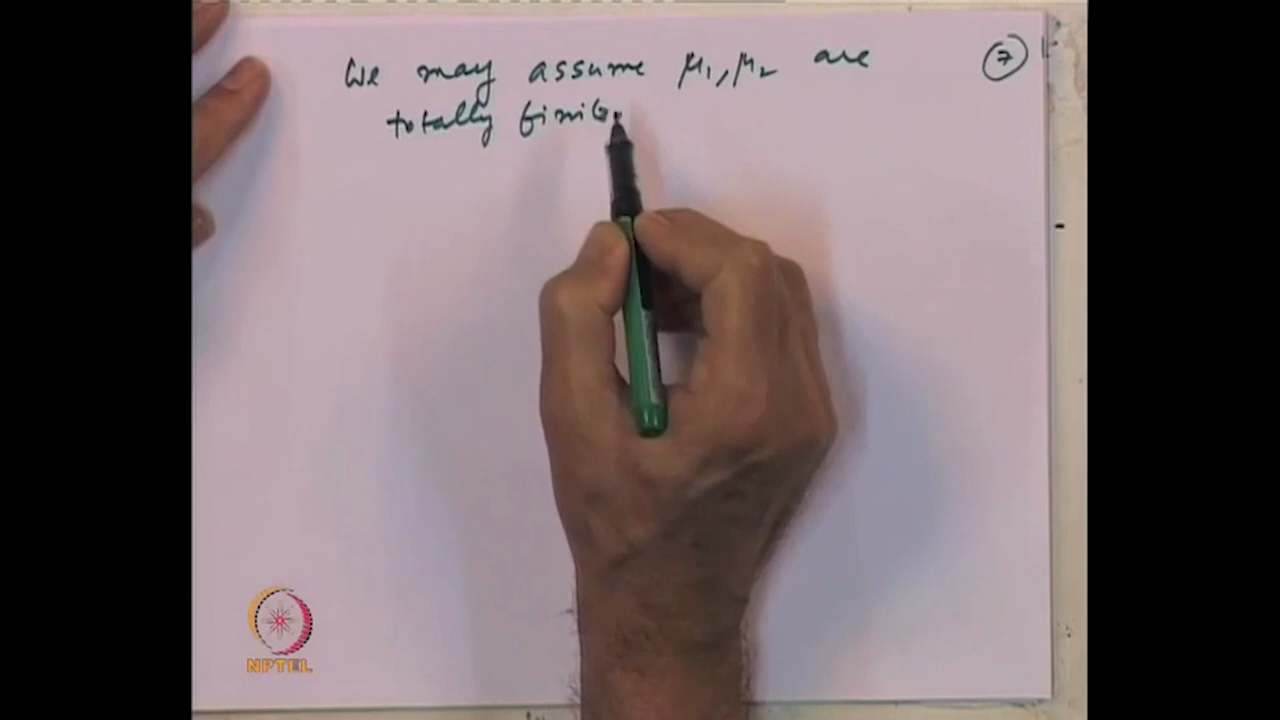 We may assume μ₁, μ₂ are
totally finite
7
NPTEL